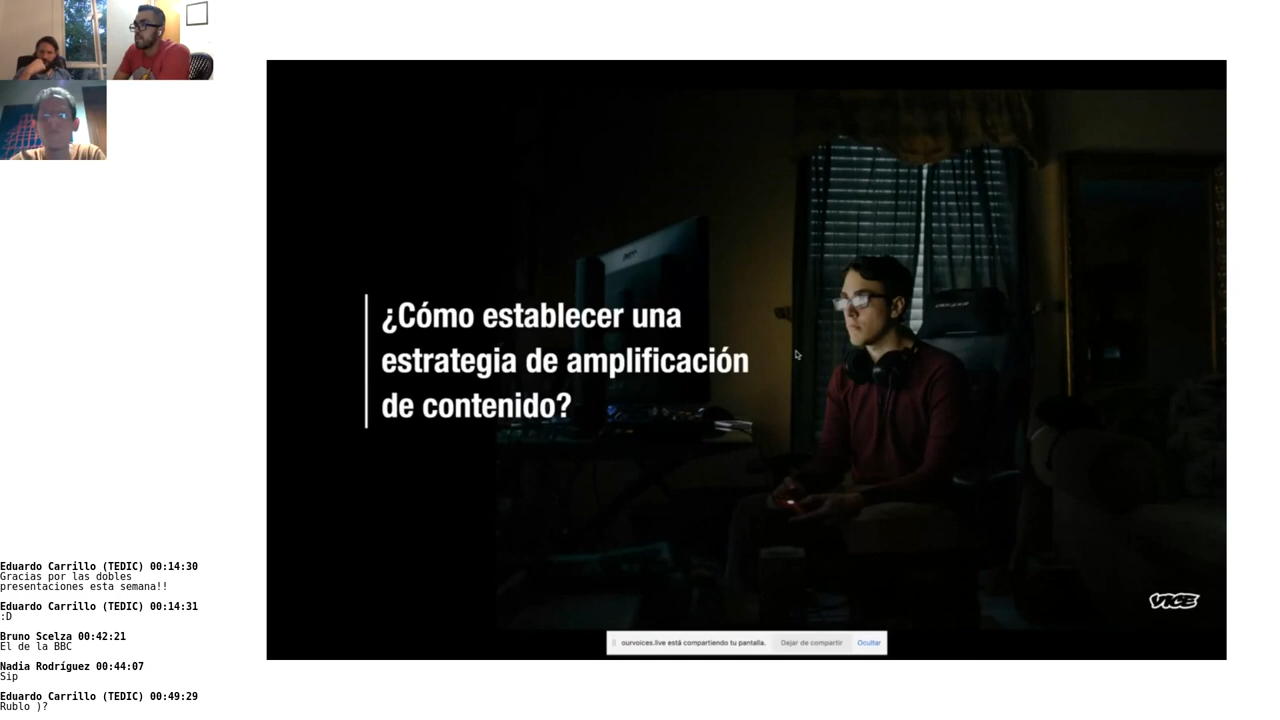 ¿Cómo establecer una
estrategia de amplificación
de contenido?
VICE
ourvoices.live está compartiendo tu pantalla. Dejar de compartir Ocultar
Eduardo Carrillo (TEDIC) 00:14:30
Gracias por las dobles
presentaciones esta semana!!
Eduardo Carrillo (TEDIC) 00:14:31
:D
Bruno Scelza 00:42:21
El de la BBC
Nadia Rodríguez 00:44:07
Sip
Eduardo Carrillo (TEDIC) 00:49:29
Rublo )?